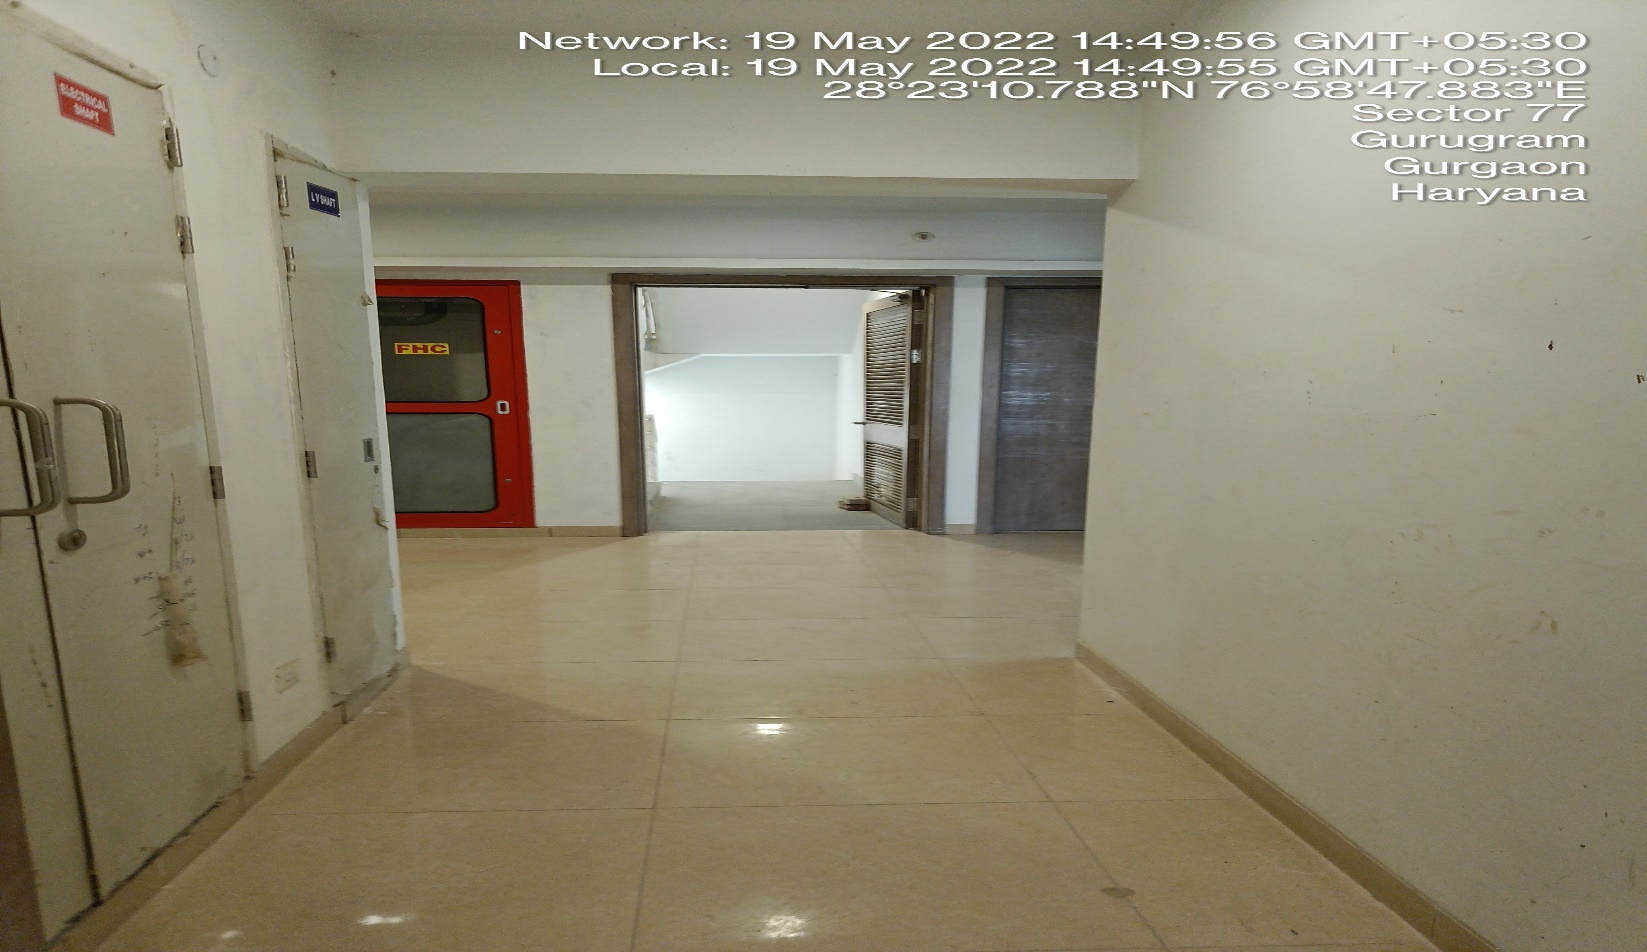 Network: 19 May 2022 14:49:56 GMT+05:30
Local: 19 May 2022 14:49:55 GMT+05:30
28°23'10.788"N 76°58'47.883"E
Sector 77
Gurugram
Gurgaon
Haryana
ELECTRICAL
SHAFT
L V SHAFT
FHC